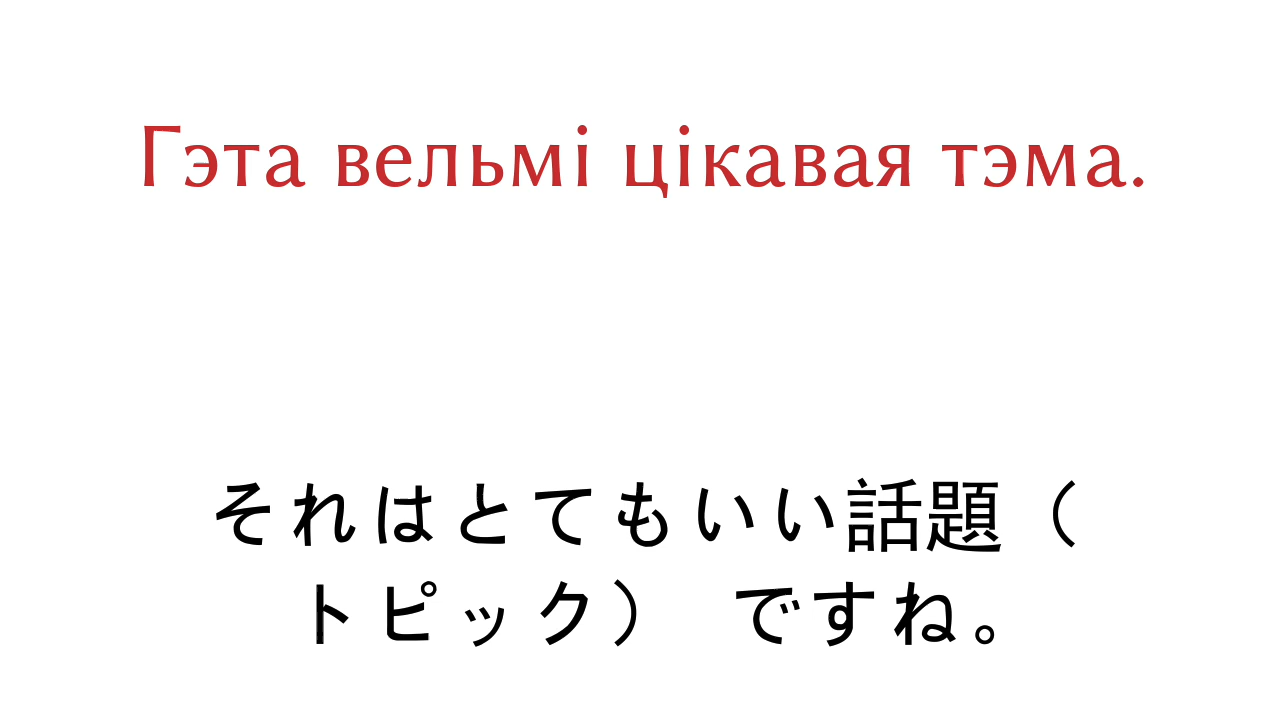 Гэта вельмі цікавая тэма.
それはとてもいい話題（
トピック） ですね。